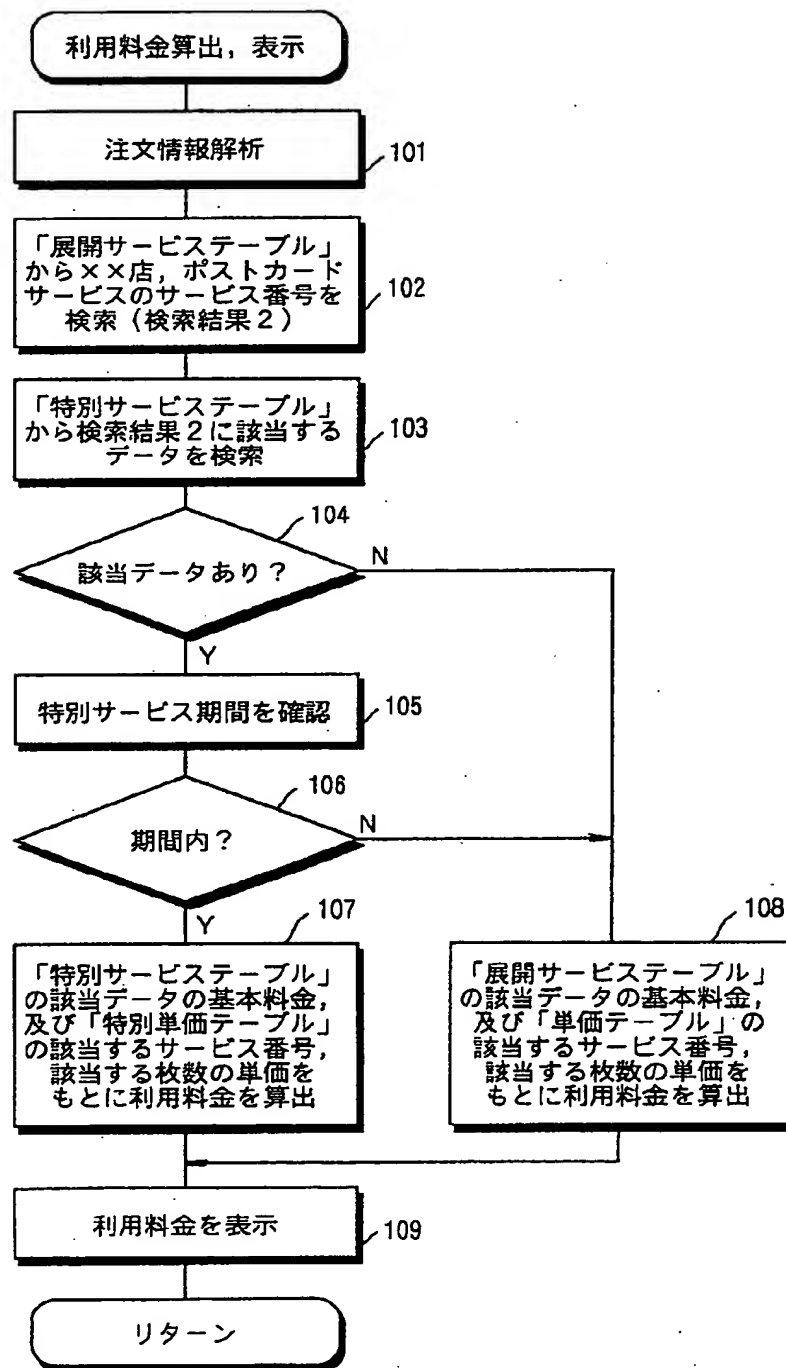 利用料金算出，表示
注文情報解析
101
「展開サービステーブル」
から××店，ポストカード
サービスのサービス番号を
検索（検索結果２）
102
「特別サービステーブル」
から検索結果２に該当する
データを検索
103
104
該当データあり？
N
Y
特別サービス期間を確認
105
106
期間内？
N
Y
107
「特別サービステーブル」
の該当データの基本料金，
及び「特別単価テーブル」
の該当するサービス番号，
該当する枚数の単価を
もとに利用料金を算出
108
「展開サービステーブル」
の該当データの基本料金，
及び「単価テーブル」の
該当するサービス番号，
該当する枚数の単価を
もとに利用料金を算出
利用料金を表示
109
リターン